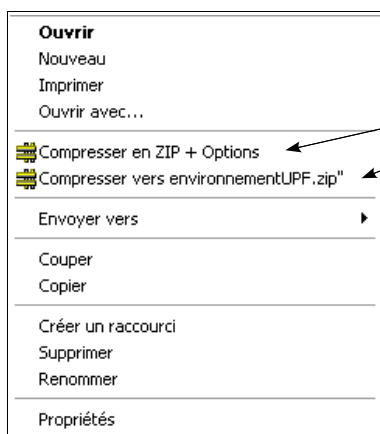 Ouvrir
Nouveau
Imprimer
Ouvrir avec...
Compresser en ZIP + Options
Compresser vers environnementUPF.zip"
Envoyer vers
Couper
Copier
Créer un raccourci
Supprimer
Renommer
Propriétés